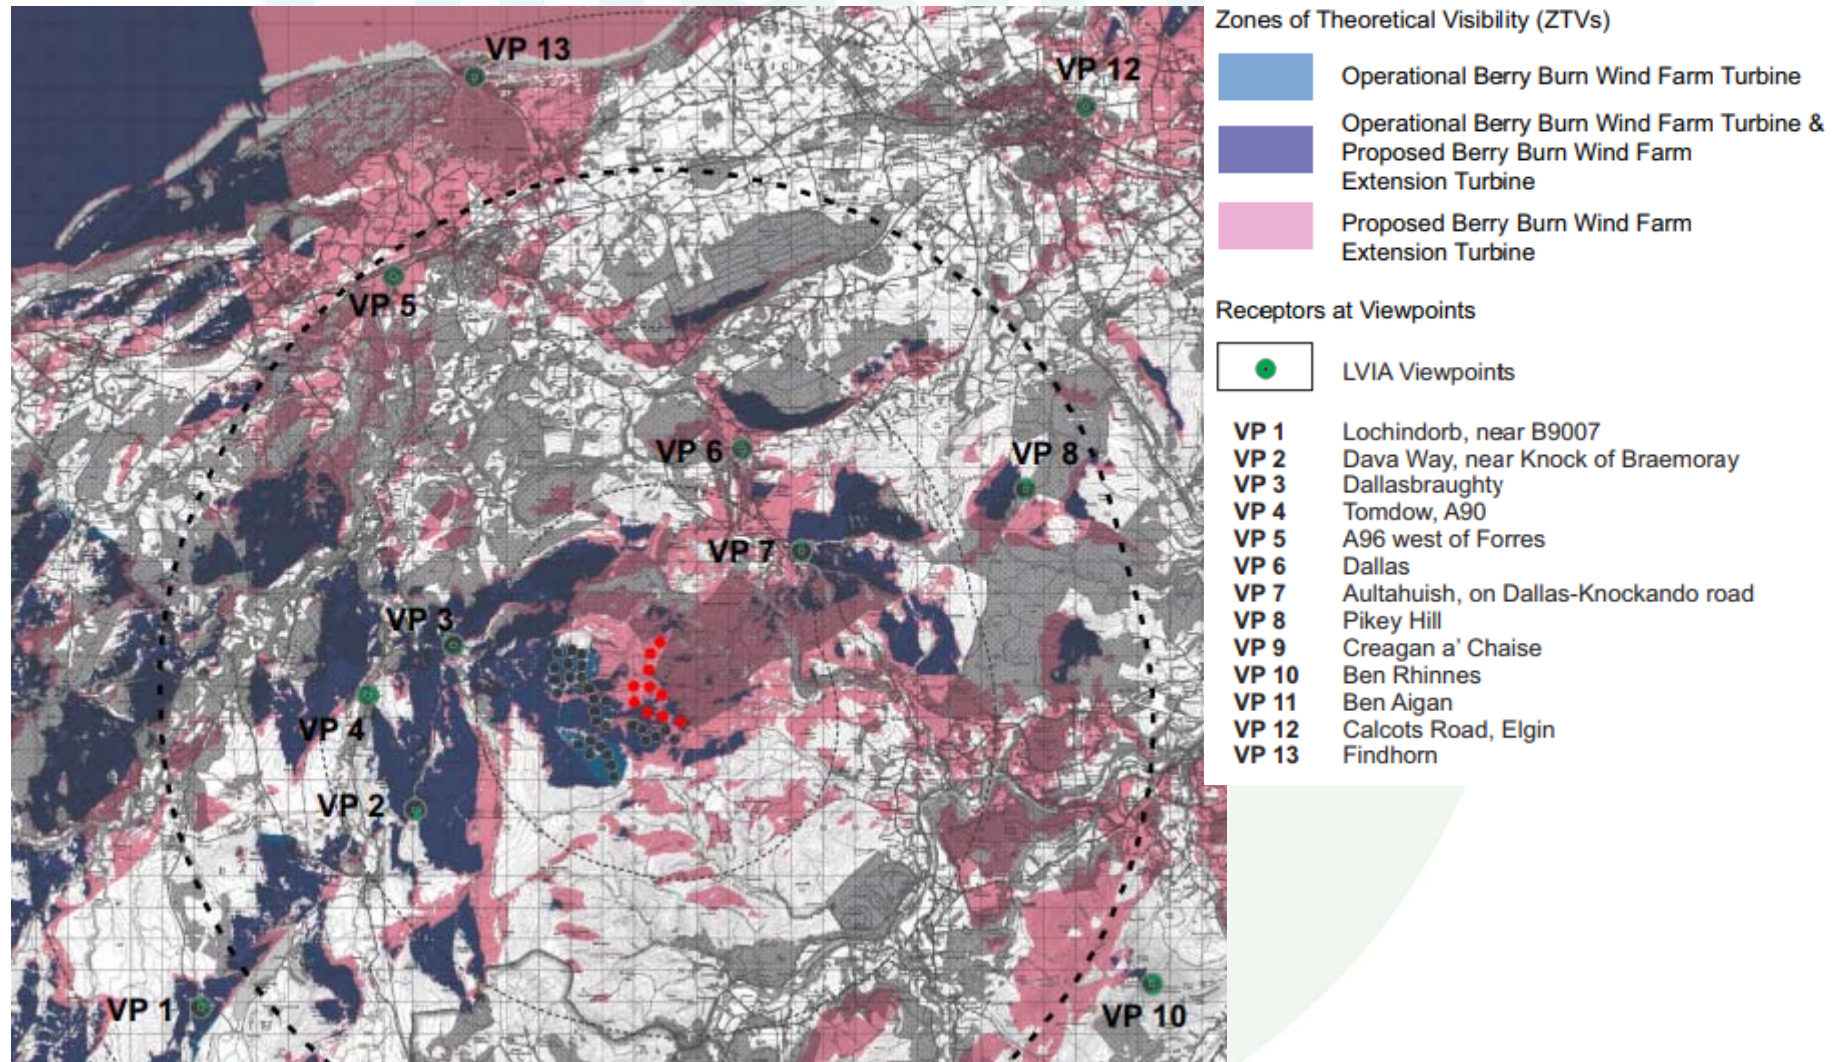 VP 13
VP 12
VP 5
VP 6
VP 8
VP 7
VP 3
VP 4
VP 2
VP 1
VP 10
Zones of Theoretical Visibility (ZTVs)
Operational Berry Burn Wind Farm Turbine
Operational Berry Burn Wind Farm Turbine &
Proposed Berry Burn Wind Farm
Extension Turbine
Proposed Berry Burn Wind Farm
Extension Turbine
Receptors at Viewpoints
LVIA Viewpoints
VP 1 Lochindorb, near B9007
VP 2 Dava Way, near Knock of Braemoray
VP 3 Dallasbraughty
VP 4 Tomdow, A90
VP 5 A96 west of Forres
VP 6 Dallas
VP 7 Aultahuish, on Dallas-Knockando road
VP 8 Pikey Hill
VP 9 Creagan a' Chaise
VP 10 Ben Rhinnes
VP 11 Ben Aigan
VP 12 Calcots Road, Elgin
VP 13 Findhorn